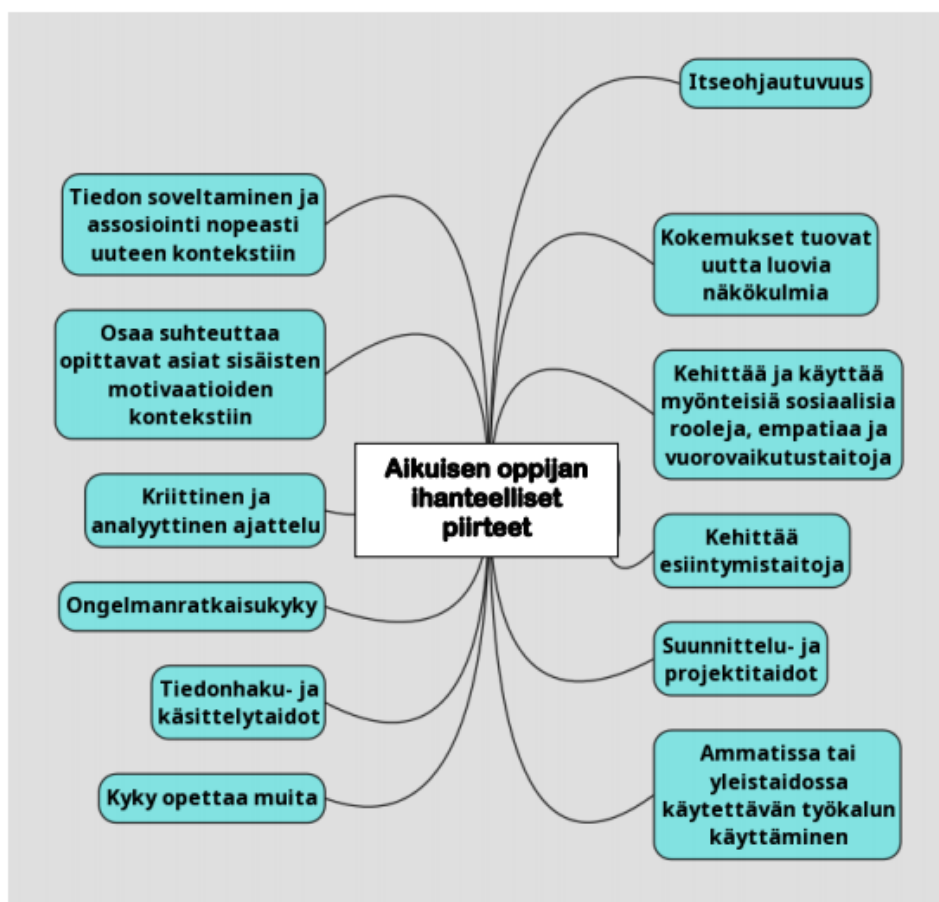 Aikuisen oppijan
ihanteelliset
piirteet
Itseohjautuvuus
Kokemukset tuovat
uutta luovia
näkökulmia
Kehittää ja käyttää
myönteisiä sosiaalisia
rooleja, empatiaa ja
vuorovaikutustaitoja
Kehittää
esiintymistaitoja
Suunnittelu- ja
projektitaidot
Ammatissa tai
yleistaidossa
käytettävän työkalun
käyttäminen
Tiedon soveltaminen ja
assosiointi nopeasti
uuteen kontekstiin
Osaa suhteuttaa
opittavat asiat sisäisten
motivaatioiden
kontekstiin
Kriittinen ja
analyyttinen ajattelu
Ongelmanratkaisukyky
Tiedonhaku- ja
käsittelytaidot
Kyky opettaa muita